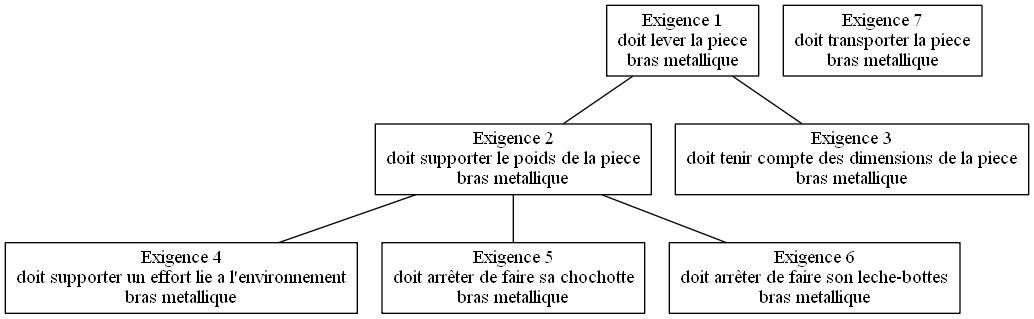 Exigence 1
doit lever la piece
bras metallique
Exigence 7
doit transporter la piece
bras metallique
Exigence 2
doit supporter le poids de la piece
bras metallique
Exigence 3
doit tenir compte des dimensions de la piece
bras metallique
Exigence 4
doit supporter un effort lie a l'environnement
bras metallique
Exigence 5
doit arrêter de faire sa chochotte
bras metallique
Exigence 6
doit arrêter de faire son leche-bottes
bras metallique